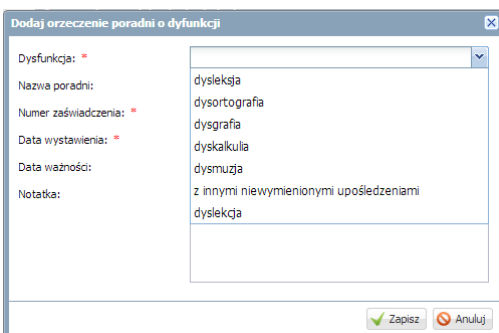 Dodaj orzeczenie poradni o dyfunkcji
Dysfunkcja: *
Nazwa poradni:
Numer zaświadczenia: *
Data wystawienia: *
Data ważności:
Notatka:
dysleksja
dysortografia
dysgrafia
dyskalkulia
dysmuzja
z innymi niewymienionymi upośledzeniami
dyslekcja
Zapisz
Anuluj